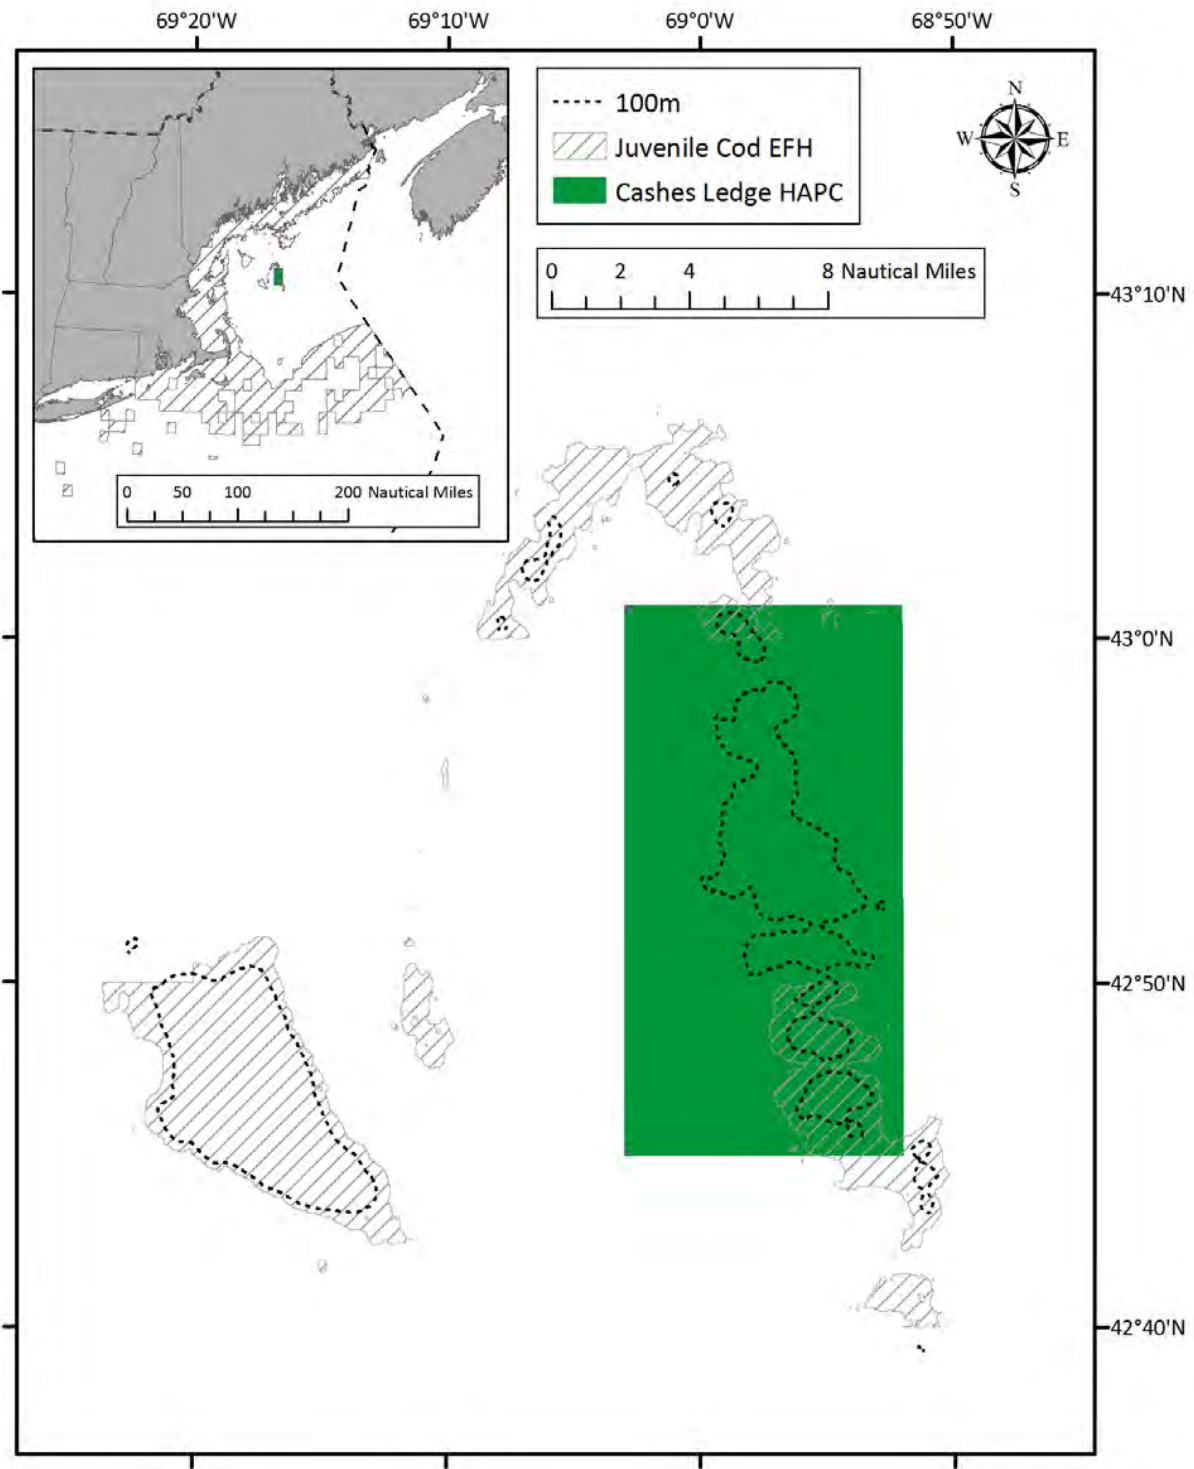 69°20'W 69°10'W 69°0'W 68°50'W
100m
Juvenile Cod EFH
Cashes Ledge HAPC
N
W E
S
0 2 4 8 Nautical Miles
43°10'N
0 50 100 200 Nautical Miles
43°0'N
42°50'N
42°40'N